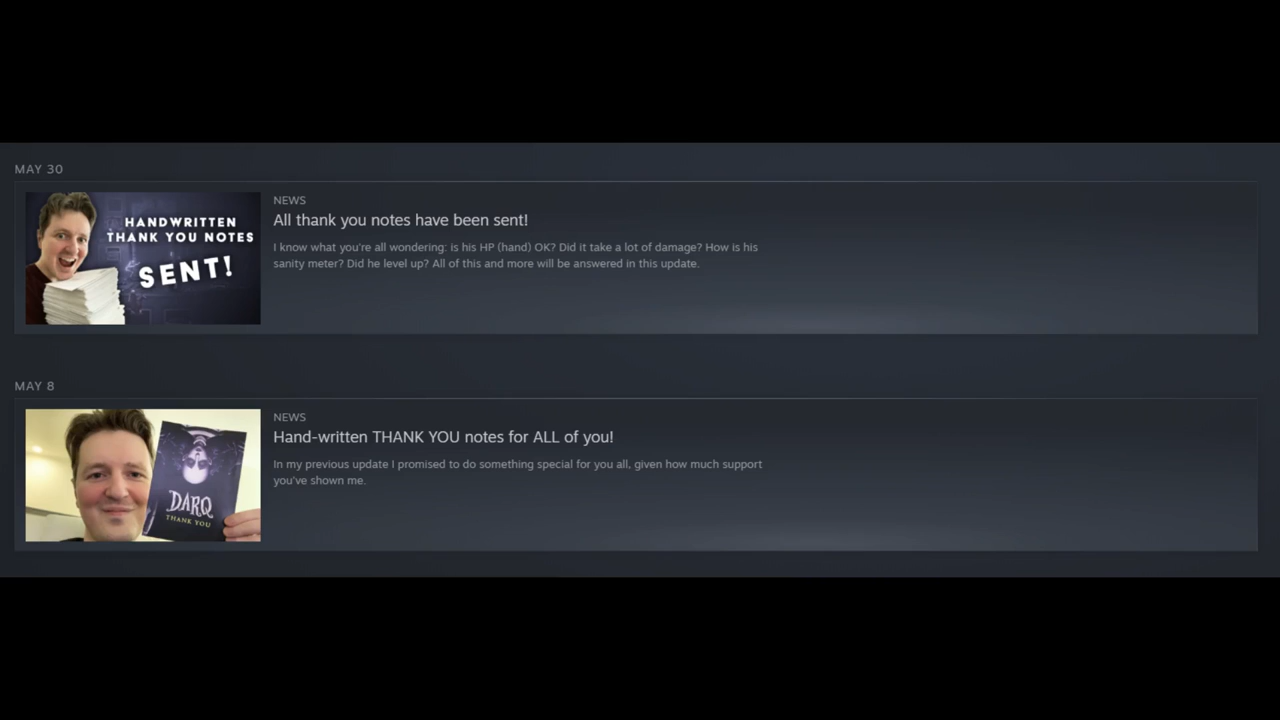 MAY 30
HANDWRITTEN
THANK YOU NOTES
SENT!
NEWS
All thank you notes have been sent!
I know what you're all wondering: is his HP (hand) OK? Did it take a lot of damage? How is his
sanity meter? Did he level up? All of this and more will be answered in this update.
MAY 8
DARQ
THANK YOU
NEWS
Hand-written THANK YOU notes for ALL of you!
In my previous update I promised to do something special for you all, given how much support
you've shown me.